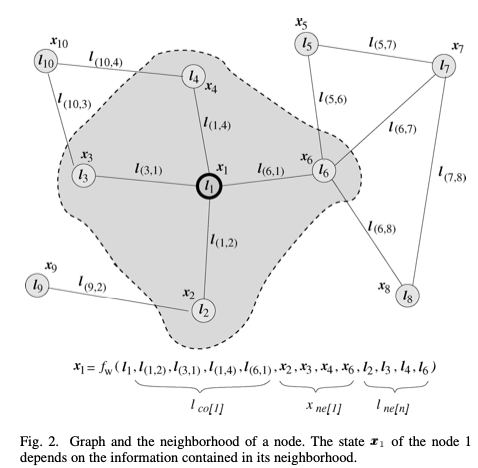 x10
l10
l(10,4)
l4
x4
x5
l5
l(5,7)
x7
l7
l(10,3)
l(1,4)
l(5,6)
l(6,7)
x3
l3
l(3,1)
x1
l1
l(6,1)
x6
l6
l(7,8)
l(1,2)
l(6,8)
x9
l9
l(9,2)
x2
l2
x8
l8
x1 = fw ( l1 , l(1,2) , l(3,1) , l(1,4) , l(6,1) , x2 , x3 , x4 , x6 , l2 , l3 , l4 , l6 )
l co[1] x ne[1] l ne[n]
Fig. 2. Graph and the neighborhood of a node. The state x1 of the node 1
depends on the information contained in its neighborhood.